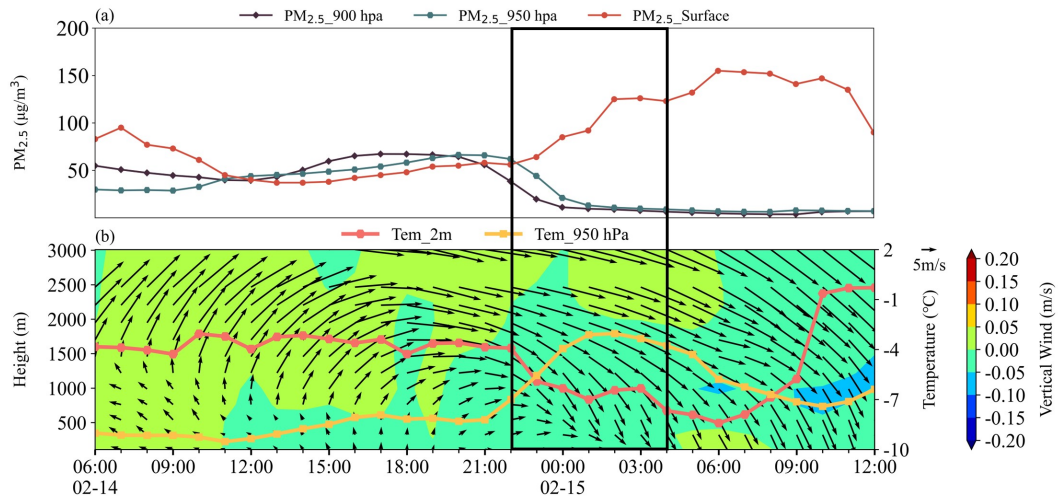 (a)
PM2.5_900 hpa PM2.5_950 hpa PM2.5_Surface
200
150
100
50
PM2.5 (μg/m3)
(b)
Tem_2m Tem_950 hPa
3000
2500
2000
1500
1000
500
Height (m)
2
-1
-4
-7
-10
Temperature (°C)
5m/s
0.20
0.15
0.10
0.05
0.00
-0.05
-0.10
-0.15
-0.20
Vertical Wind (m/s)
06:00 09:00 12:00 15:00 18:00 21:00 00:00 03:00 06:00 09:00 12:00
02-14 02-15